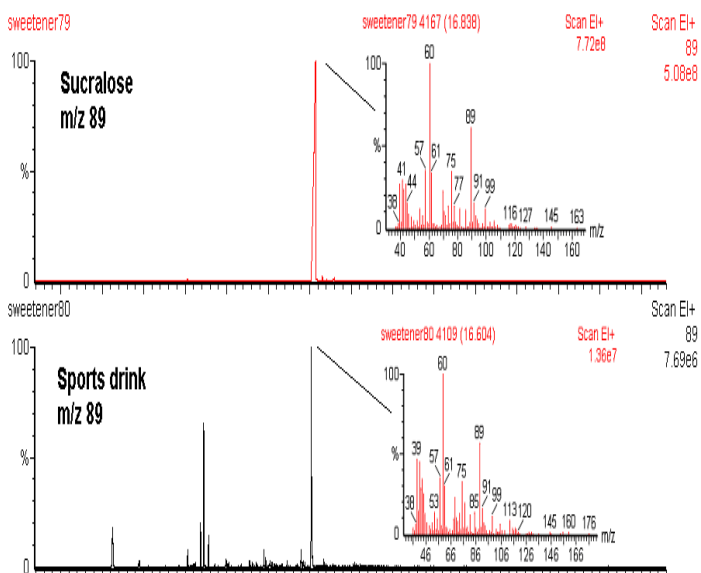 sweetener79
sweetener79 4167 (16.838)
Scan EI+
7.72e8
Scan EI+
89
5.08e8
Sucralose
m/z 89
100
%
0
100
%
0
60
89
57
61
41
75
44
91
77
99
38
116
127
145
163
m/z
40 60 80 100 120 140 160
sweetener80
sweetener80 4109 (16.604)
Scan EI+
1.36e7
Scan EI+
89
7.69e6
Sports drink
m/z 89
100
%
0
100
%
0
60
89
39
57
61
75
91
99
38
53
85
113
120
145
160
176
m/z
46 66 86 106 126 146 166